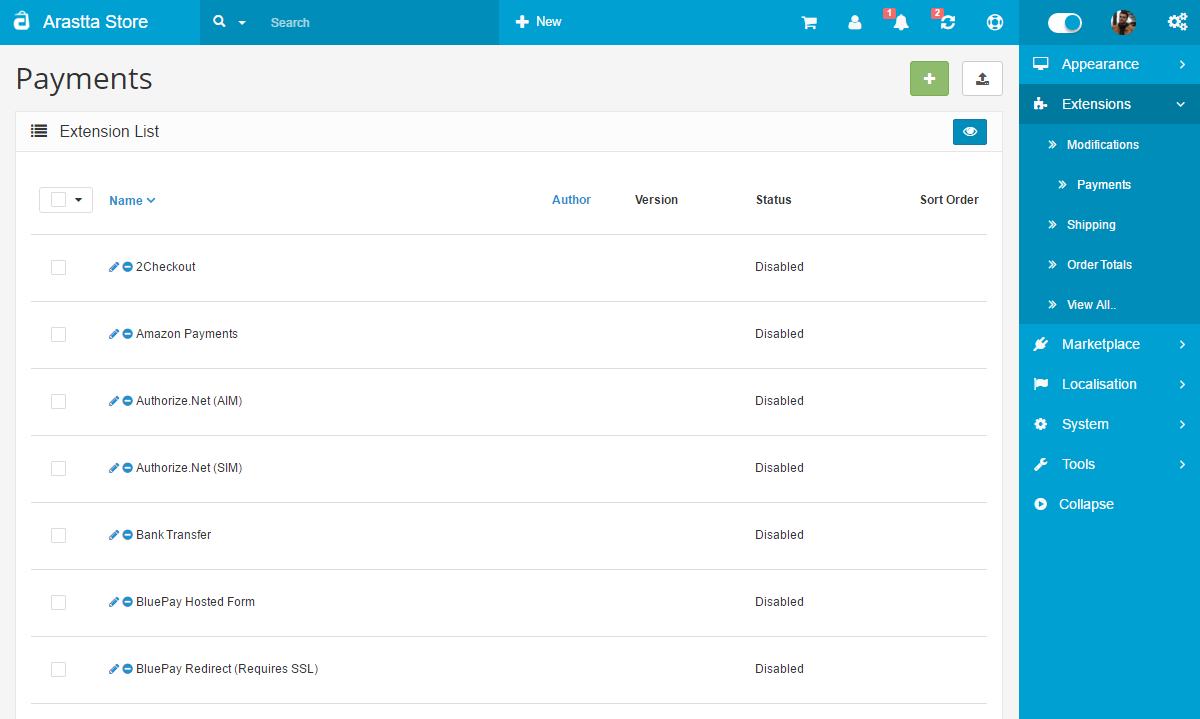 Arastta Store
Search
New
1
2
Payments
Extension List
Name Author Version Status Sort Order
2Checkout Disabled
Amazon Payments Disabled
Authorize.Net (AIM) Disabled
Authorize.Net (SIM) Disabled
Bank Transfer Disabled
BluePay Hosted Form Disabled
BluePay Redirect (Requires SSL) Disabled
Appearance
Extensions
Modifications
Payments
Shipping
Order Totals
View All..
Marketplace
Localisation
System
Tools
Collapse